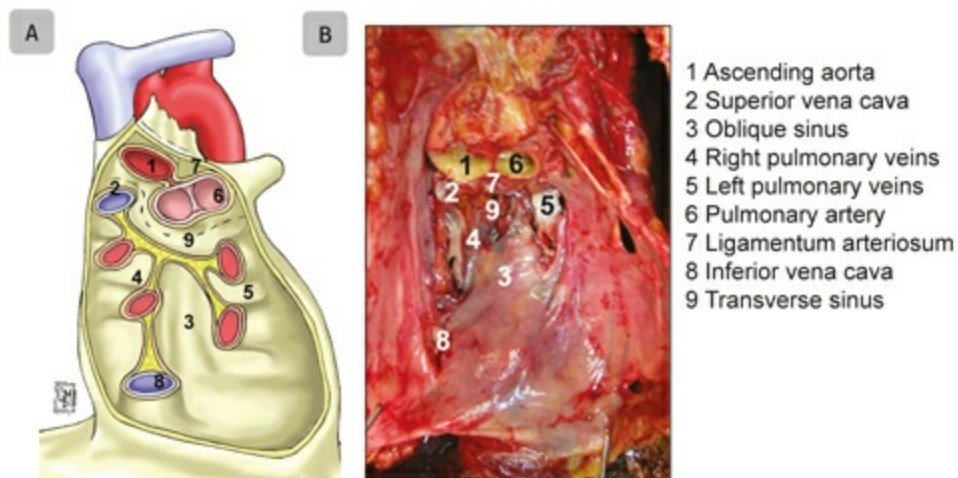 A
B
1
7
2
6
9
4
5
3
8
1
6
7
2
9
5
4
3
8
1 Ascending aorta
2 Superior vena cava
3 Oblique sinus
4 Right pulmonary veins
5 Left pulmonary veins
6 Pulmonary artery
7 Ligamentum arteriosum
8 Inferior vena cava
9 Transverse sinus